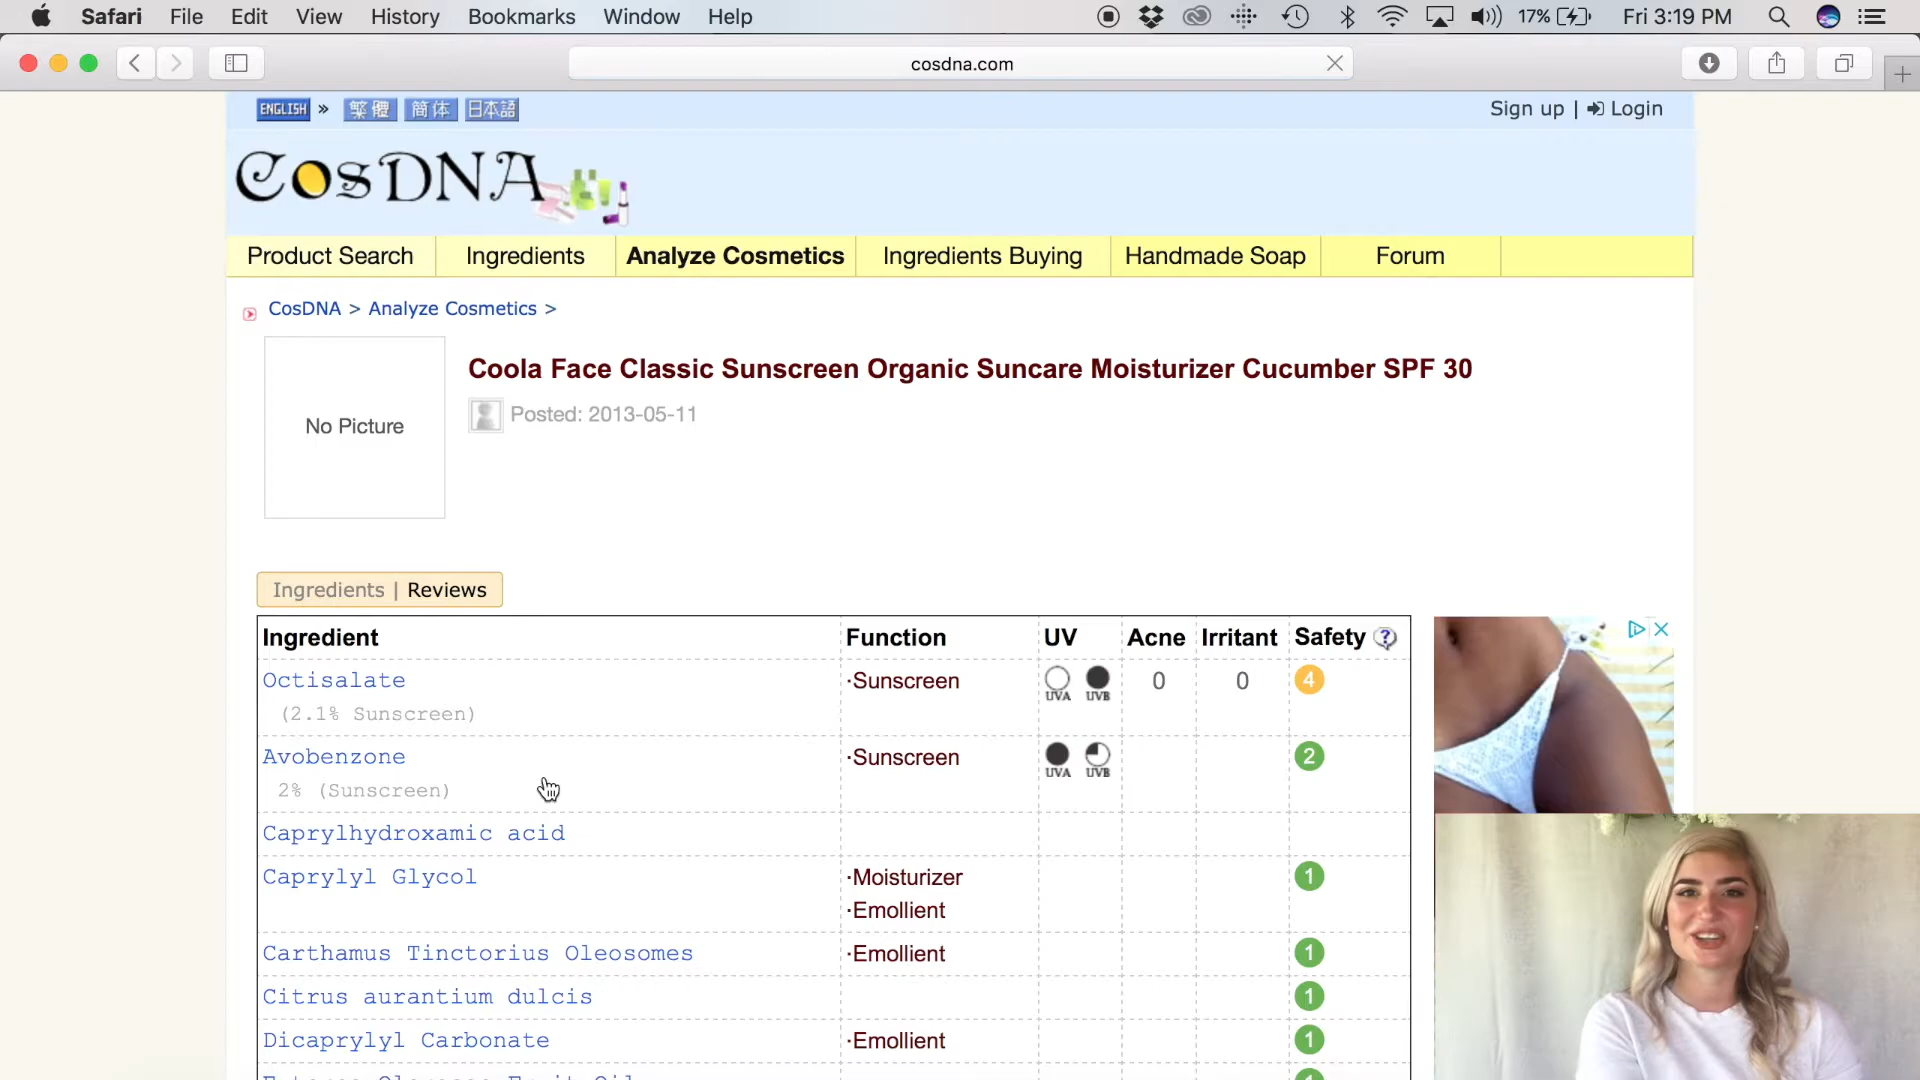 Safari File Edit View History Bookmarks Window Help 17% Fri 3:19 PM
cosdna.com
ENGLISH » 繁體 简体 日本語 Sign up | Login
CosDNA
Product Search Ingredients Analyze Cosmetics Ingredients Buying Handmade Soap Forum
CosDNA > Analyze Cosmetics >
No Picture
Coola Face Classic Sunscreen Organic Suncare Moisturizer Cucumber SPF 30
Posted: 2013-05-11
Ingredients | Reviews
Ingredient Function UV Acne Irritant Safety ?
Octisalate ·Sunscreen UVA UVB 0 0 4
(2.1% Sunscreen)
Avobenzone ·Sunscreen UVA UVB 2
2% (Sunscreen)
Caprylhydroxamic acid
Caprylyl Glycol ·Moisturizer 1
·Emollient
Carthamus Tinctorius Oleosomes ·Emollient 1
Citrus aurantium dulcis 1
Dicaprylyl Carbonate ·Emollient 1